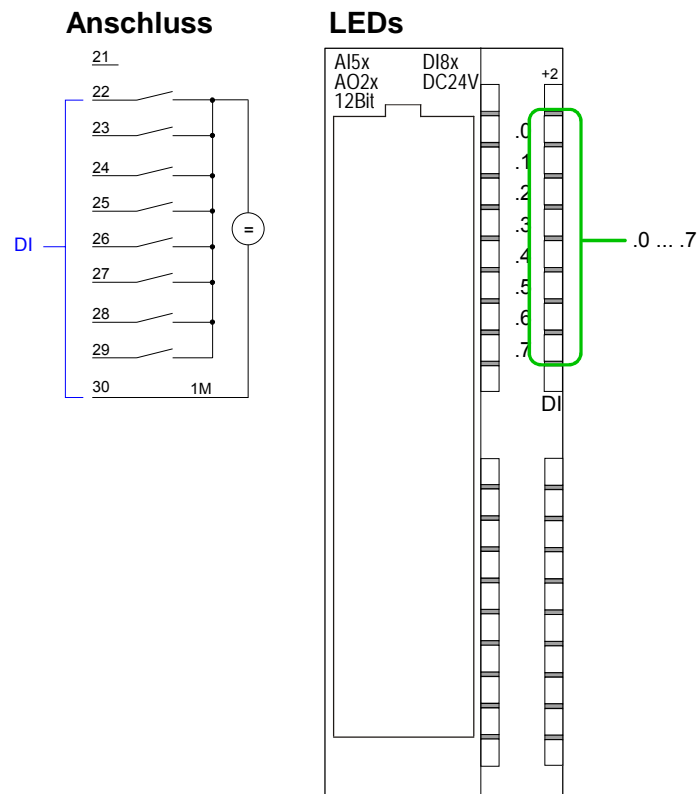 Anschluss
21
22
23
24
25
26
27
28
29
30 1M
DI
=
LEDs
AI5x DI8x
AO2x DC24V
12Bit
+2
.0
.1
.2
.3
.4
.5
.6
.7
DI
.0 ... .7